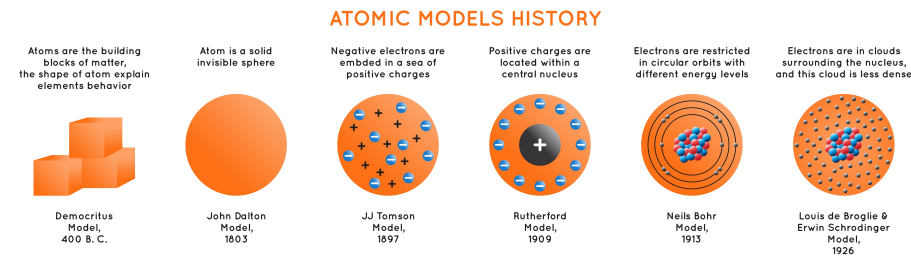 ATOMIC MODELS HISTORY
Atoms are the building
blocks of matter,
the shape of atom explain
elements behavior
Atom is a solid
invisible sphere
Negative electrons are
embded in a sea of
positive charges
Positive charges are
located within a
central nucleus
Electrons are restricted
in circular orbits with
different energy levels
Electrons are in clouds
surrounding the nucleus,
and this cloud is less dense
Democritus
Model,
400 B. C.
John Dalton
Model,
1803
JJ Tomson
Model,
1897
Rutherford
Model,
1909
Neils Bohr
Model,
1913
Louis de Broglie &
Erwin Schrodinger
Model,
1926